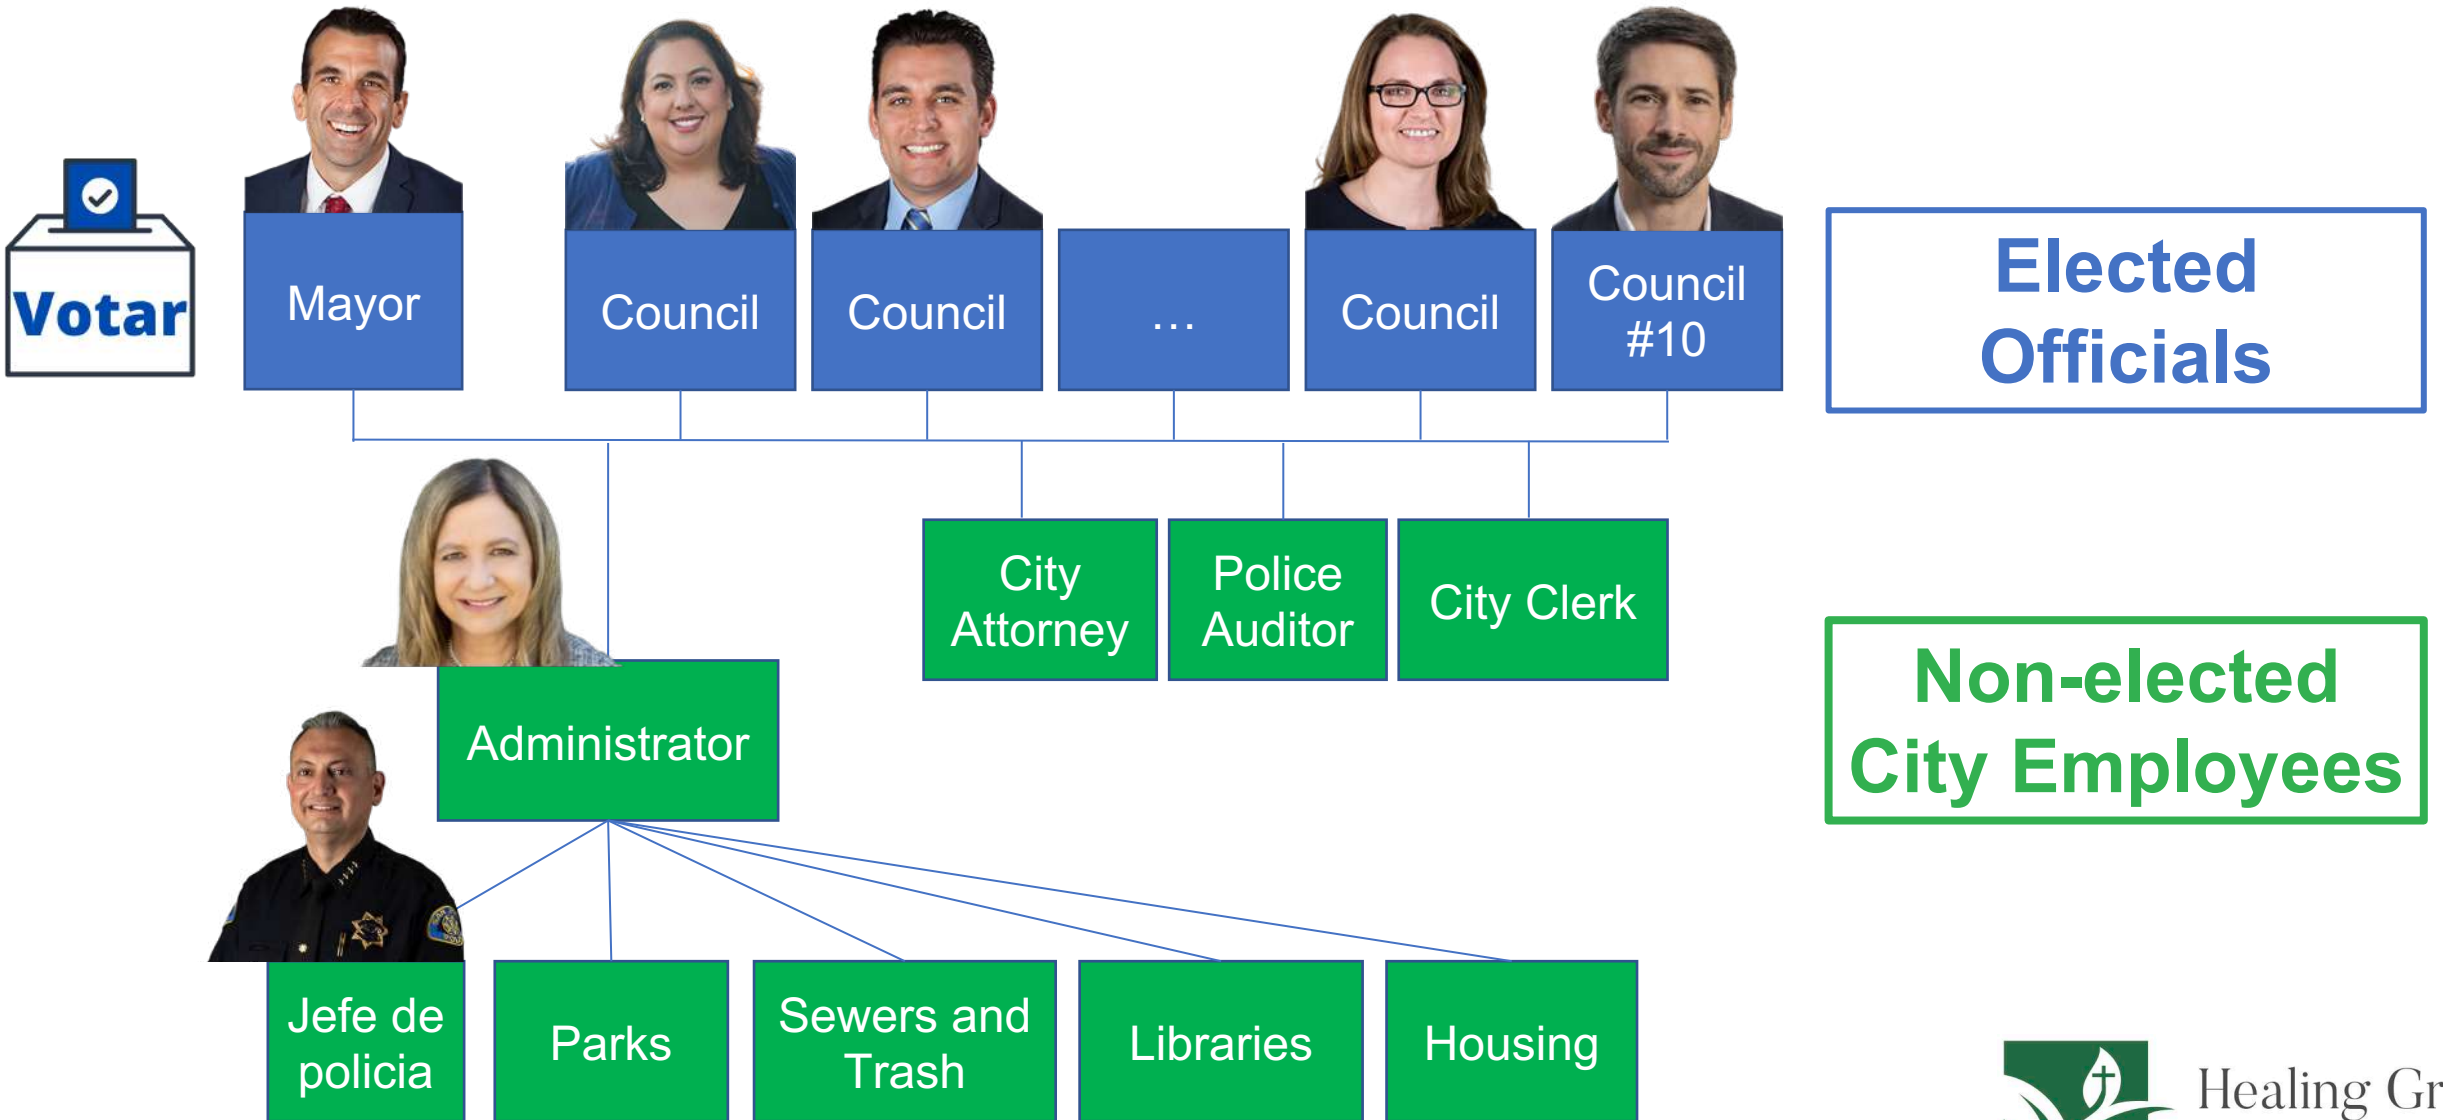 Votar
Mayor
Council
Council
…
Council
Council
#10
Elected
Officials
City
Attorney
Police
Auditor
City Clerk
Non-elected
City Employees
Administrator
Jefe de
policia
Parks
Sewers and
Trash
Libraries
Housing
Healing Gr